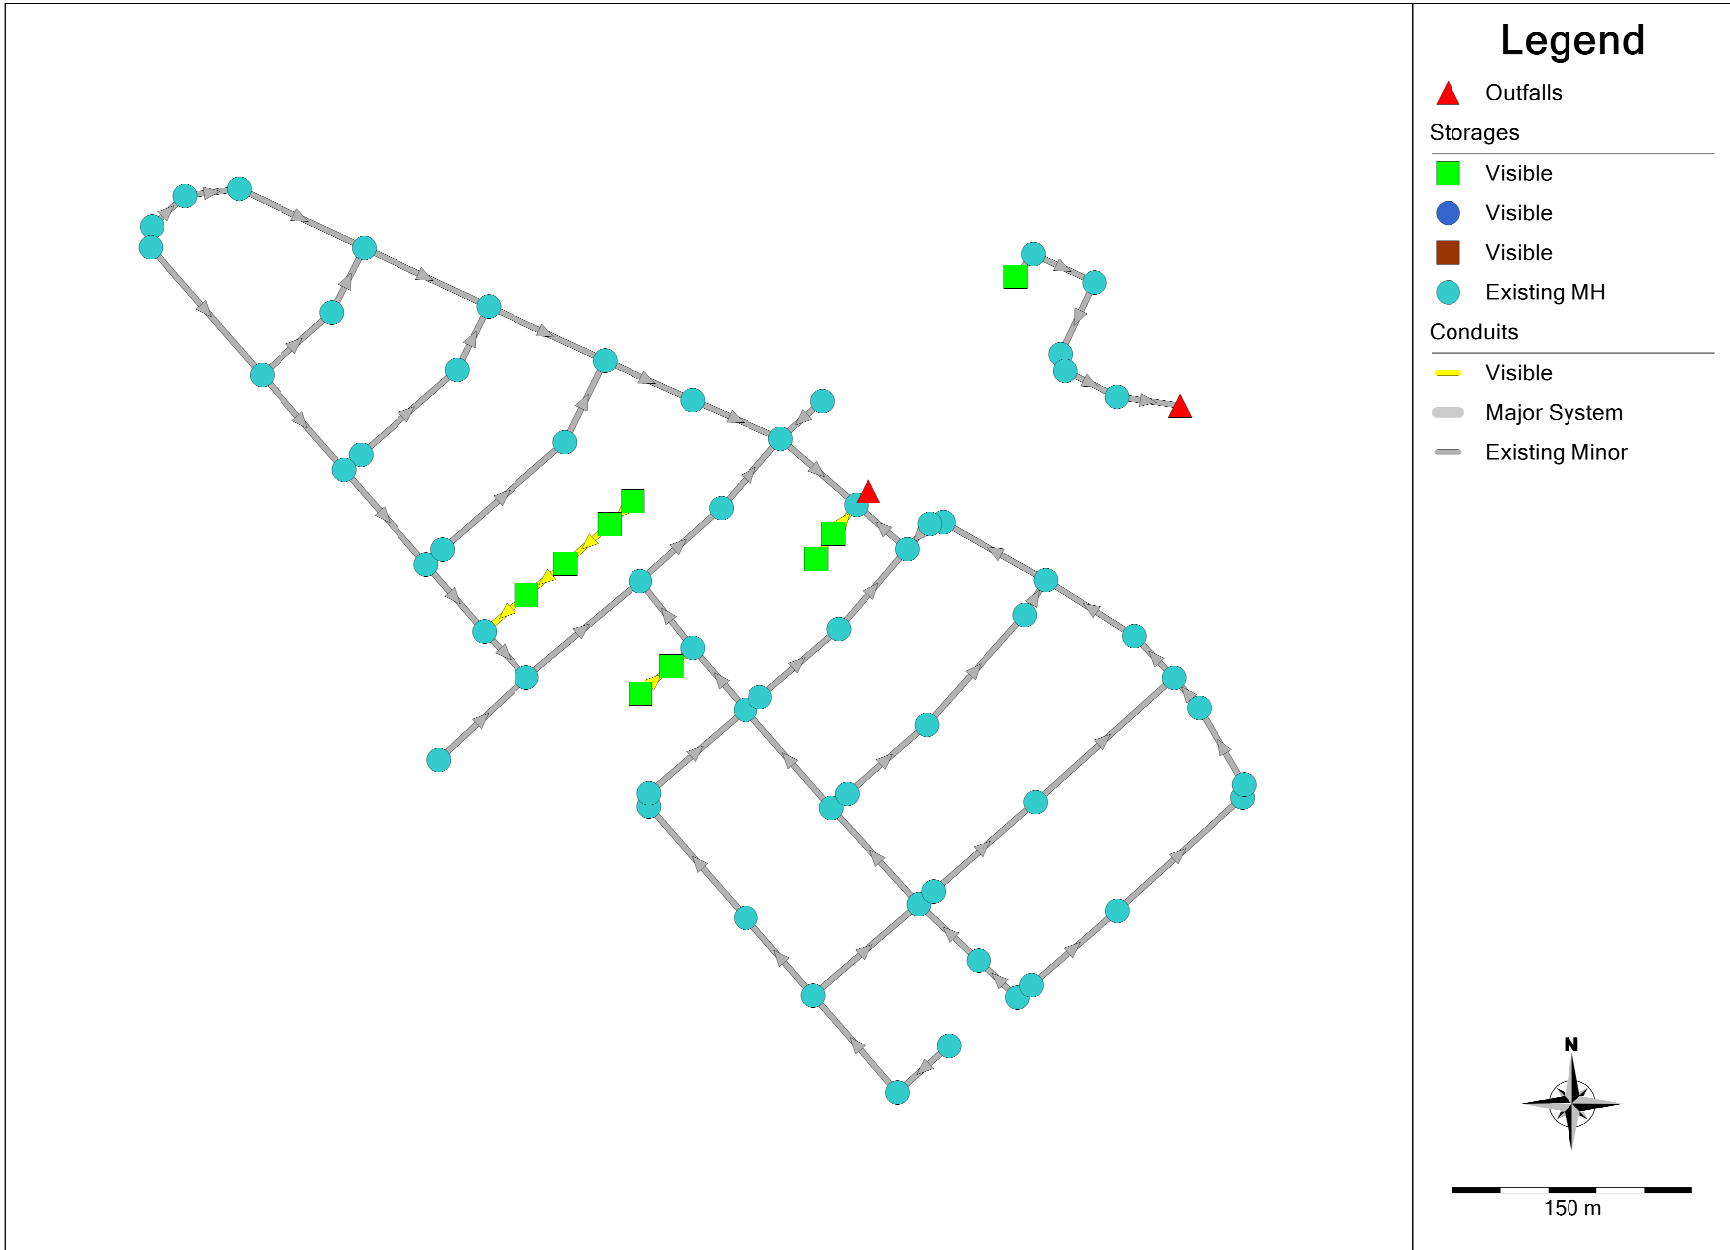 Legend
Outfalls
Storages
Visible
Visible
Visible
Existing MH
Conduits
Visible
Major System
Existing Minor
N
150 m